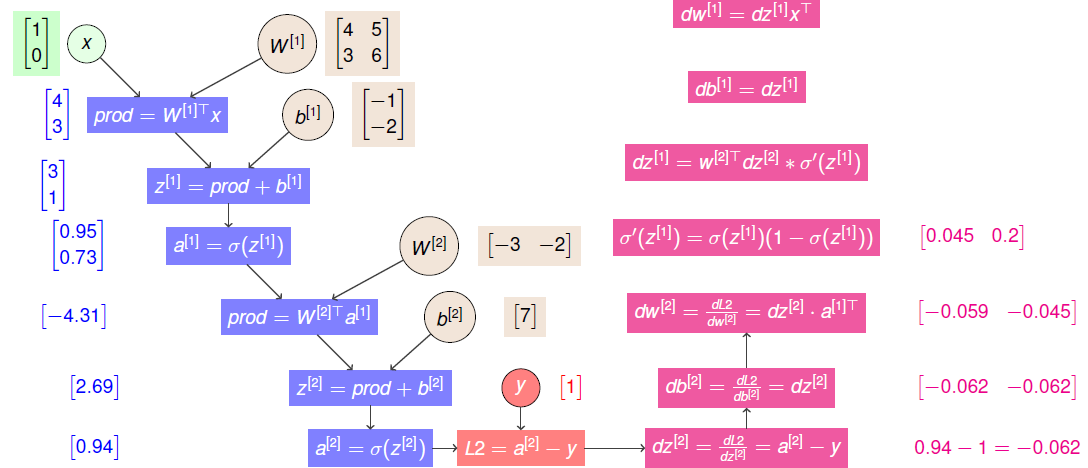 [1 0] x W^[1] [4 5 3 6] dw^[1] = dz^[1]x^⊤
[4 3] prod = W^[1]⊤x b^[1] [−1 −2] db^[1] = dz^[1]
[3 1] z^[1] = prod + b^[1] dz^[1] = w^[2]⊤dz^[2] * σ′(z^[1])
[0.95 0.73] a^[1] = σ(z^[1]) W^[2] [−3 −2] σ′(z^[1]) = σ(z^[1])(1 − σ(z^[1])) [0.045 0.2]
[−4.31] prod = W^[2]⊤a^[1] b^[2] [7] dw^[2] = dL2/dw^[2] = dz^[2] · a^[1]⊤ [−0.059 −0.045]
[2.69] z^[2] = prod + b^[2] y [1] db^[2] = dL2/db^[2] = dz^[2] [−0.062 −0.062]
[0.94] a^[2] = σ(z^[2]) L2 = a^[2] − y dz^[2] = dL2/dz^[2] = a^[2] − y 0.94 − 1 = −0.062